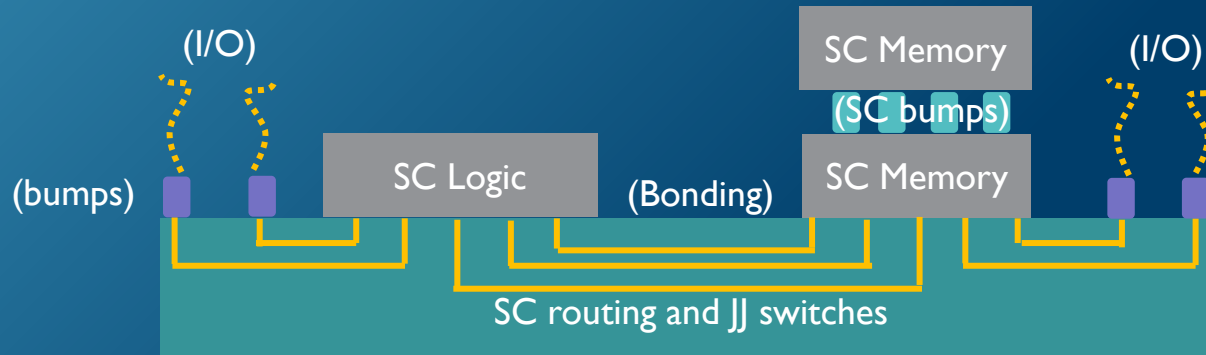 (I/O)
SC Memory
(I/O)
(SC bumps)
(bumps)
SC Logic
(Bonding)
SC Memory
SC routing and JJ switches